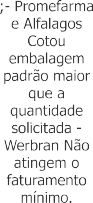 ;- Promefarma
e Alfalagos
Cotou
embalagem
padrão maior
que a
quantidade
solicitada -
Werbran Não
atingem o
faturamento
mínimo.